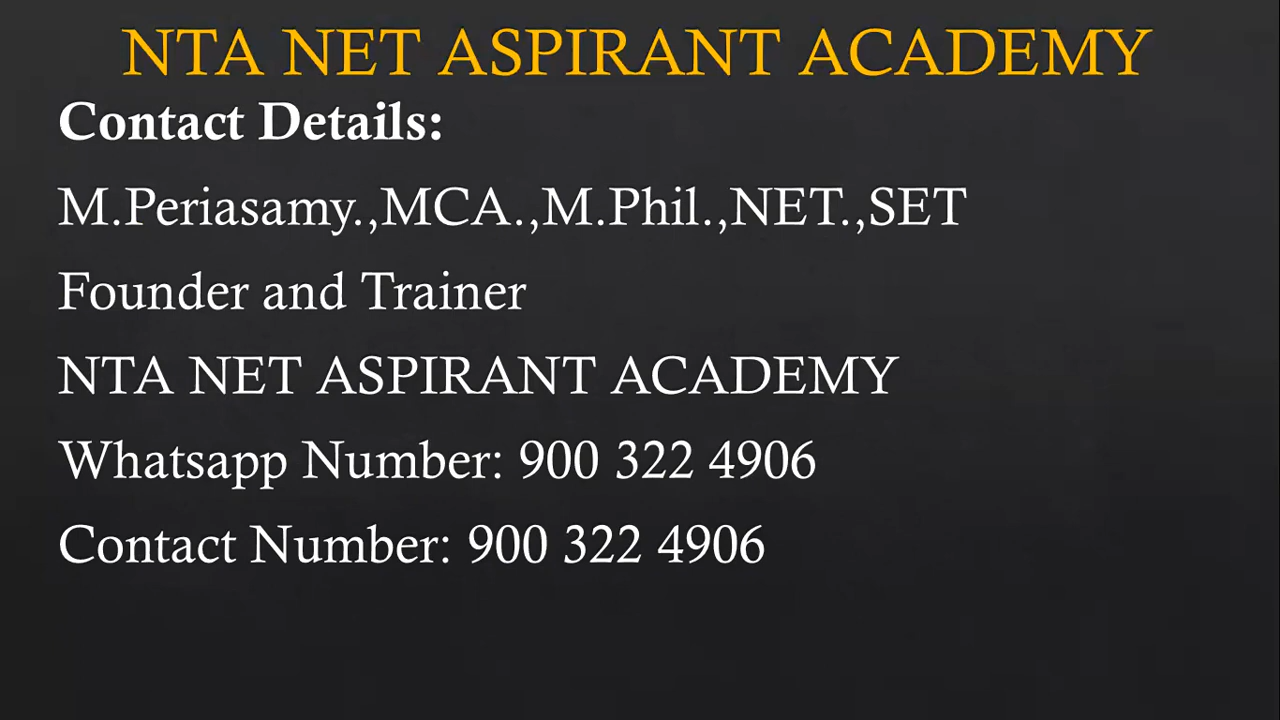 NTA NET ASPIRANT ACADEMY
Contact Details:
M.Periasamy.,MCA.,M.Phil.,NET.,SET
Founder and Trainer
NTA NET ASPIRANT ACADEMY
Whatsapp Number: 900 322 4906
Contact Number: 900 322 4906